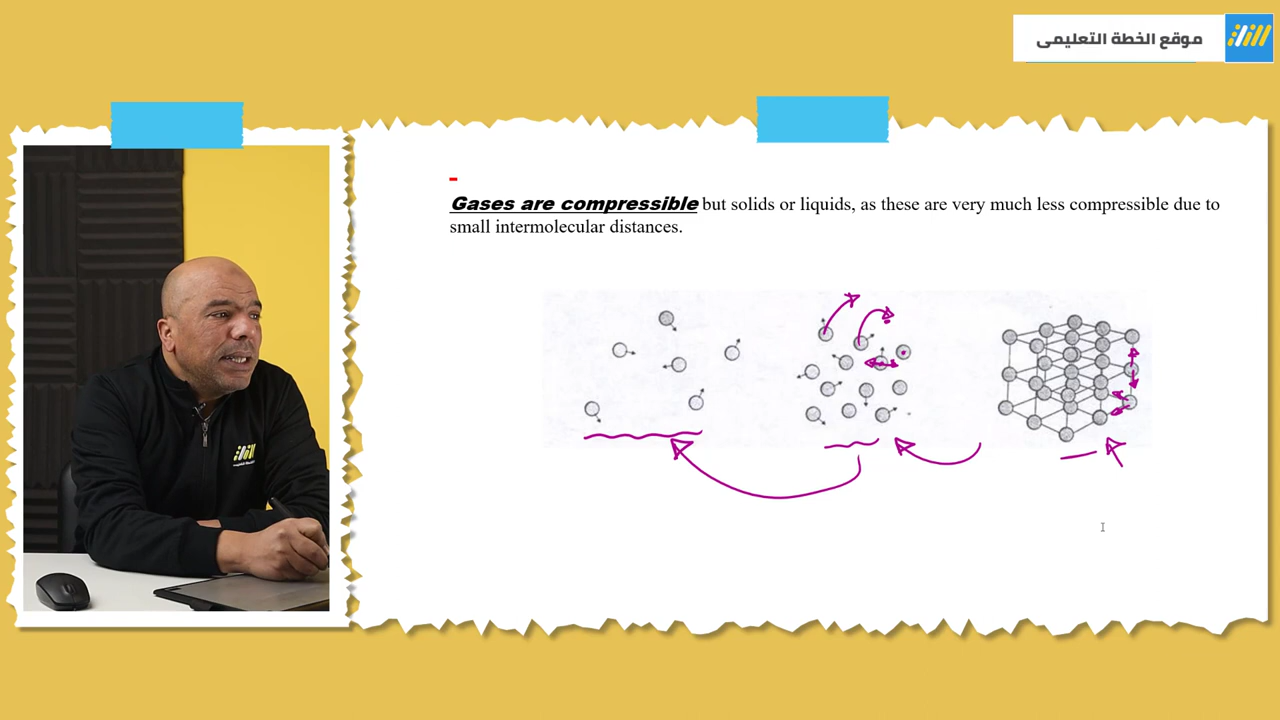 موقع الخطة التعليمى
Gases are compressible but solids or liquids, as these are very much less compressible due to
small intermolecular distances.